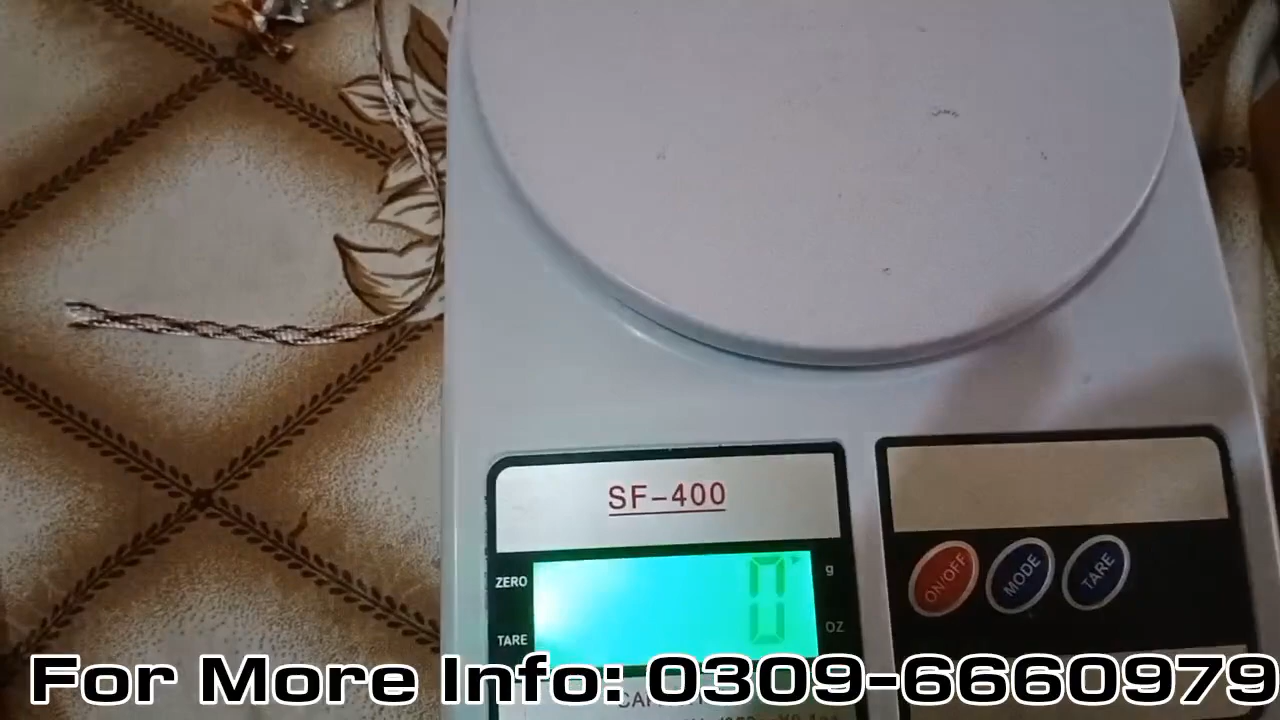 SF-400
ZERO
TARE
0
g
OZ
ON/OFF
MODE
TARE
For More Info: 0309-6660979